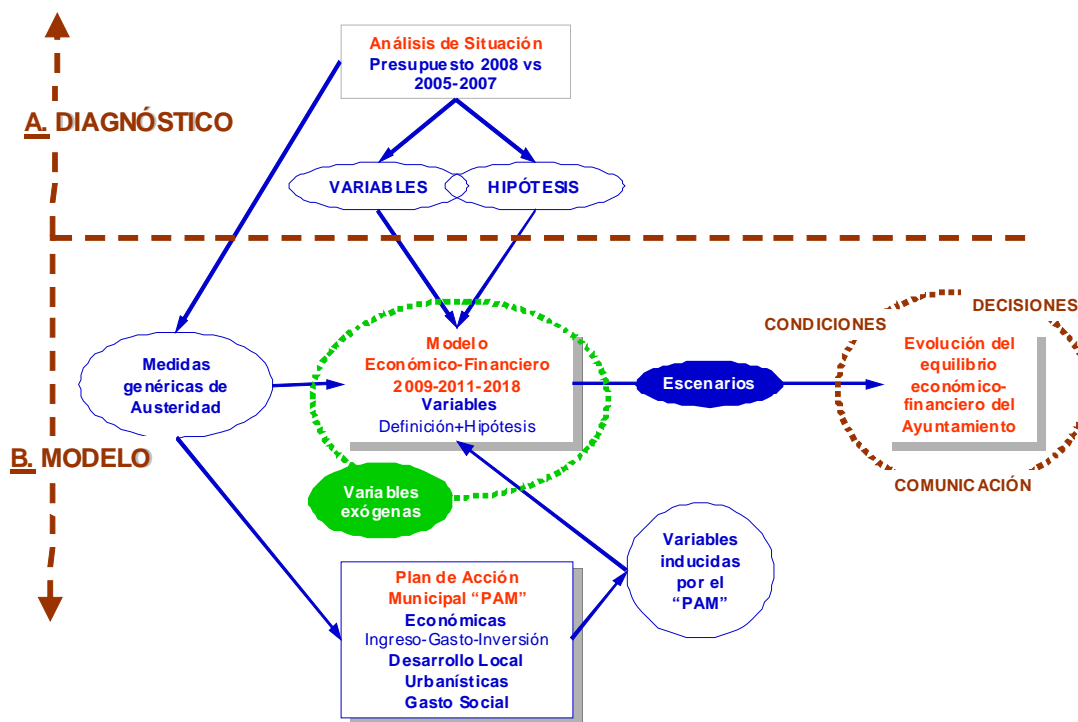 Análisis de Situación
Presupuesto 2008 vs
2005-2007
A. DIAGNÓSTICO
VARIABLES
HIPÓTESIS
DECISIONES
CONDICIONES
Medidas
genéricas de
Austeridad
Modelo
Económico-Financiero
2009-2011-2018
Variables
Definición+Hipótesis
Escenarios
Evolución del
equilibrio
económico-
financiero del
Ayuntamiento
B. MODELO
COMUNICACIÓN
Variables
exógenas
Variables
inducidas
por el
“PAM”
Plan de Acción
Municipal “PAM”
Económicas
Ingreso-Gasto-Inversión
Desarrollo Local
Urbanísticas
Gasto Social